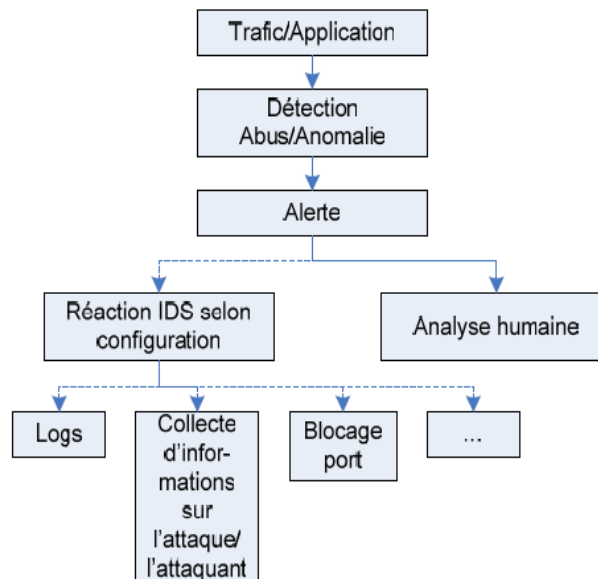 Trafic/Application
Détection
Abus/Anomalie
Alerte
Réaction IDS selon
configuration
Analyse humaine
Logs
Collecte
d'infor-
mations
sur
l'attaque/
l'attaquant
Blocage
port
...